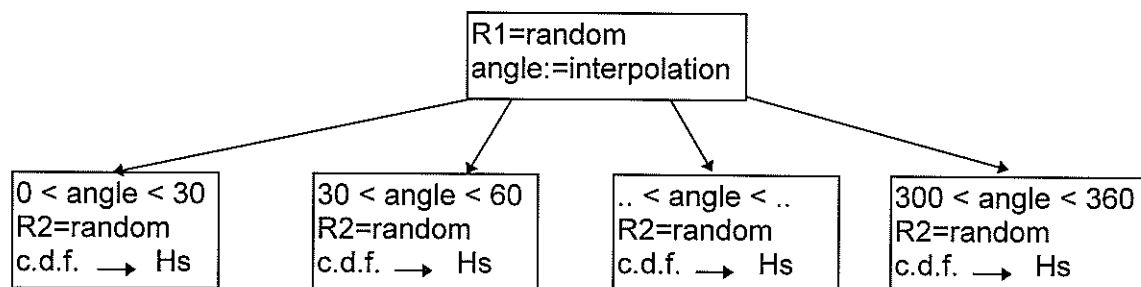 R1=random
angle:=interpolation
0 < angle < 30
R2=random
c.d.f. → Hs
30 < angle < 60
R2=random
c.d.f. → Hs
.. < angle < ..
R2=random
c.d.f. → Hs
300 < angle < 360
R2=random
c.d.f. → Hs